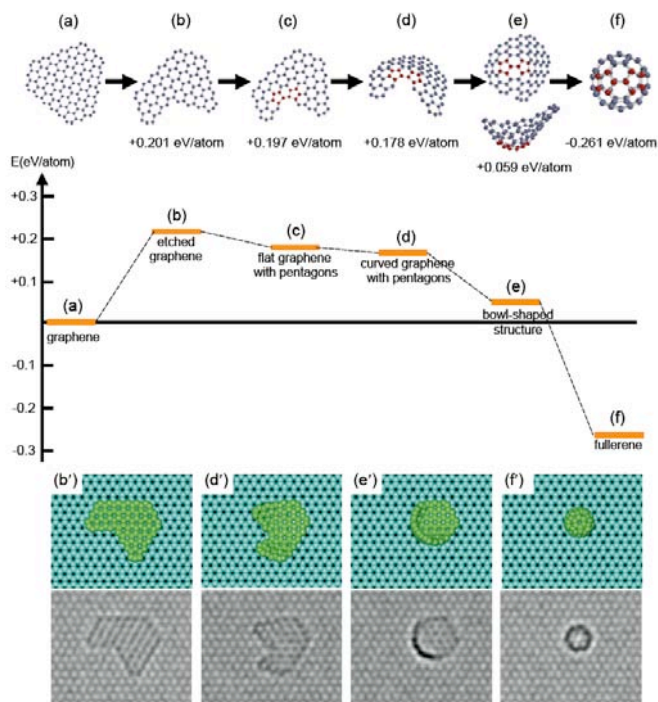 (a)
(b)
(c)
(d)
(e)
(f)
+0.201 eV/atom
+0.197 eV/atom
+0.178 eV/atom
+0.059 eV/atom
-0.261 eV/atom
E(eV/atom)
+0.3
+0.2
+0.1
-0.1
-0.2
-0.3
(a)
graphene
(b)
etched
graphene
(c)
flat graphene
with pentagons
(d)
curved graphene
with pentagons
(e)
bowl-shaped
structure
(f)
fullerene
(b')
(d')
(e')
(f')